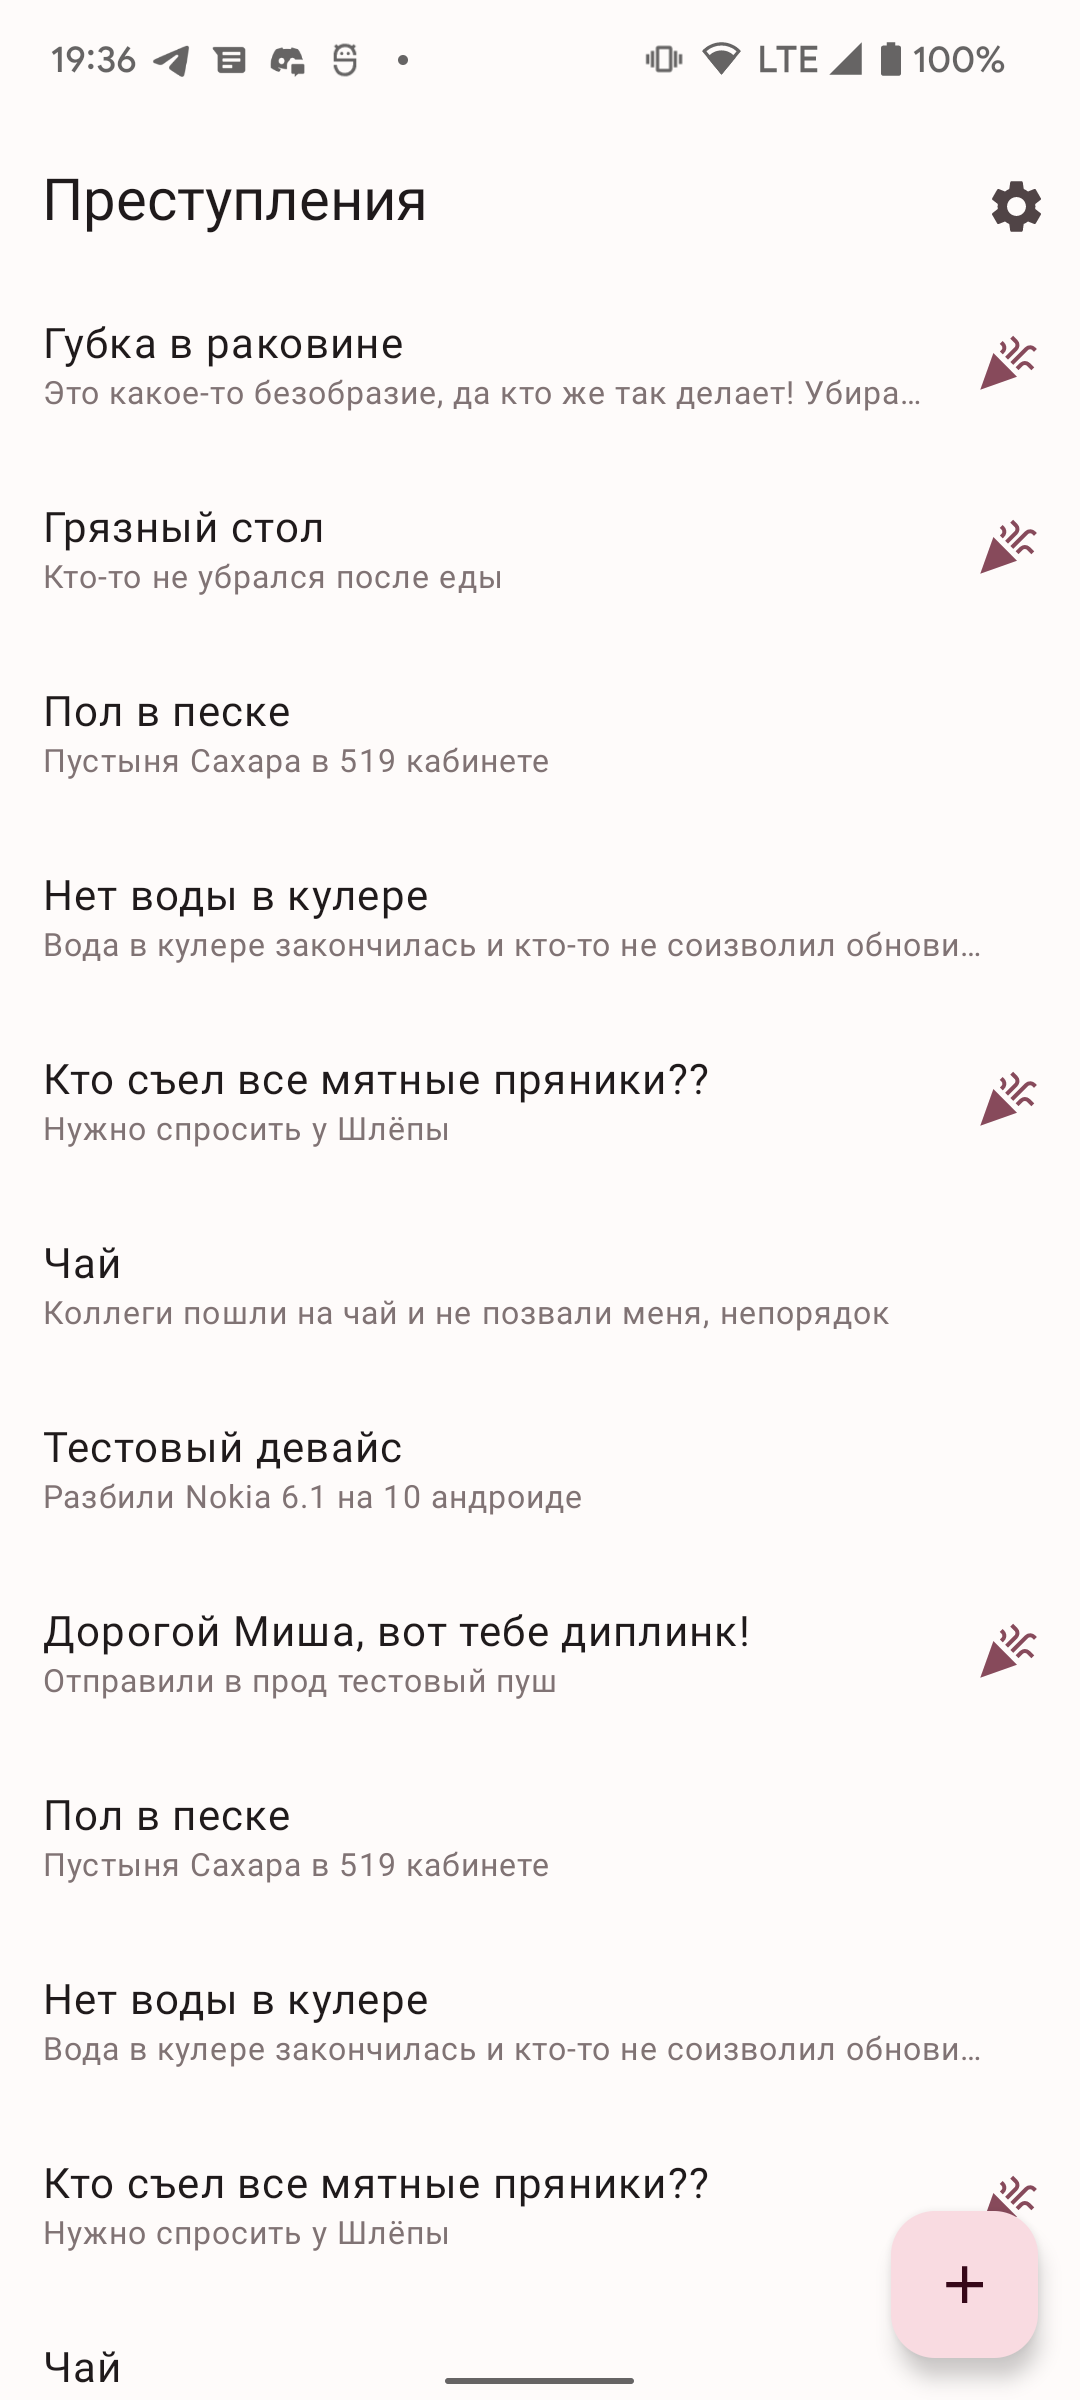 19:36 LTE 100%
Преступления
Губка в раковине
Это какое-то безобразие, да кто же так делает! Убира…
Грязный стол
Кто-то не убрался после еды
Пол в песке
Пустыня Сахара в 519 кабинете
Нет воды в кулере
Вода в кулере закончилась и кто-то не соизволил обнови…
Кто съел все мятные пряники??
Нужно спросить у Шлёпы
Чай
Коллеги пошли на чай и не позвали меня, непорядок
Тестовый девайс
Разбили Nokia 6.1 на 10 андроиде
Дорогой Миша, вот тебе диплинк!
Отправили в прод тестовый пуш
Пол в песке
Пустыня Сахара в 519 кабинете
Нет воды в кулере
Вода в кулере закончилась и кто-то не соизволил обнови…
Кто съел все мятные пряники??
Нужно спросить у Шлёпы
Чай